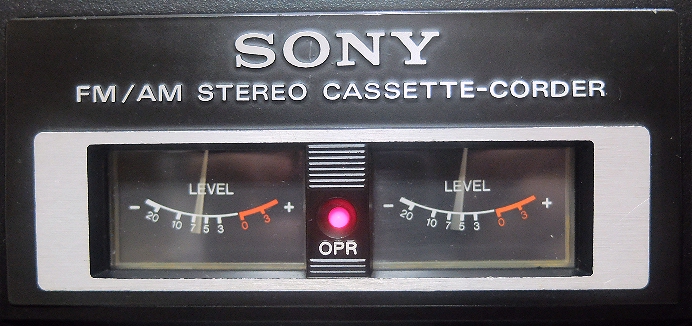 SONY
FM/AM STEREO CASSETTE-CORDER
LEVEL
- 20 10 7 5 3 0 3 +
OPR
LEVEL
- 20 10 7 5 3 0 3 +